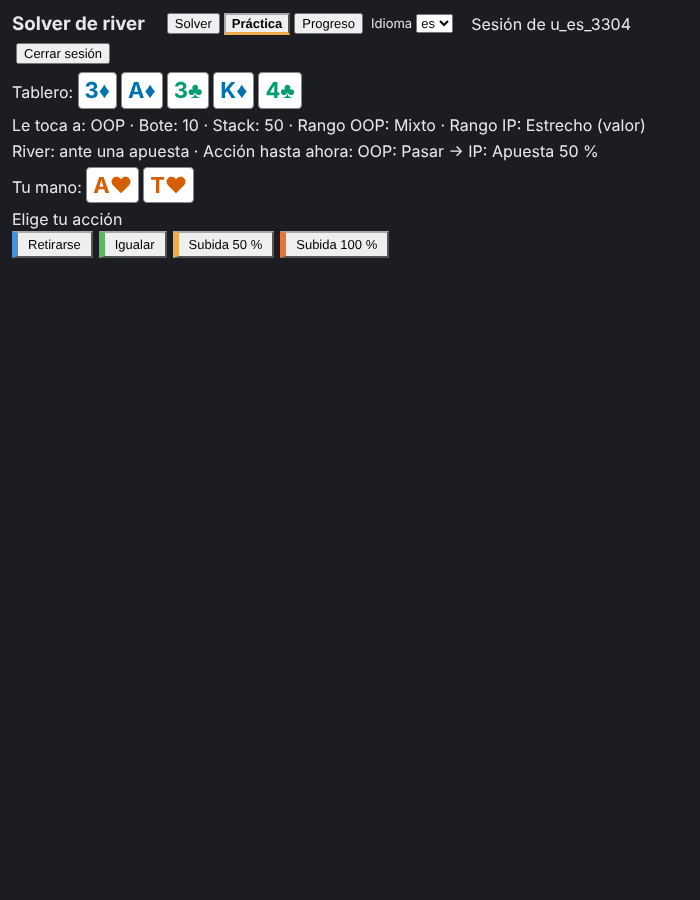 Solver de river Solver Práctica Progreso Idioma es Sesión de u_es_3304
Cerrar sesión
Tablero: 3♦ A♦ 3♣ K♦ 4♣
Le toca a: OOP · Bote: 10 · Stack: 50 · Rango OOP: Mixto · Rango IP: Estrecho (valor)
River: ante una apuesta · Acción hasta ahora: OOP: Pasar → IP: Apuesta 50 %
Tu mano: A♥ T♥
Elige tu acción
Retirarse Igualar Subida 50 % Subida 100 %